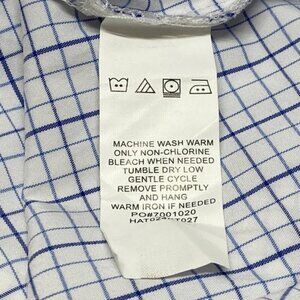 MACHINE WASH WARM
ONLY NON-CHLORINE
BLEACH WHEN NEEDED
TUMBLE DRY LOW
GENTLE CYCLE
REMOVE PROMPTLY
AND HANG
WARM IRON IF NEEDED
PO#7001020